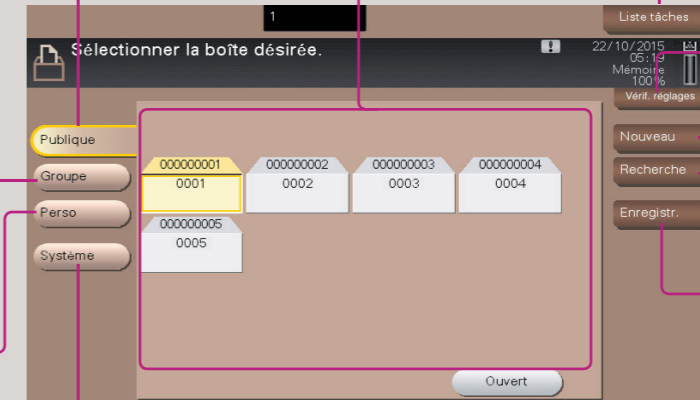 1
Liste tâches
Sélectionner la boîte désirée.
22/10/2015
05:19
Mémoire
100%
Vérif. réglages
Publique
Groupe
Perso
Système
000000001
000000002
000000003
000000004
0001
0002
0003
0004
000000005
0005
Nouveau
Recherche
Enregistr.
Ouvert